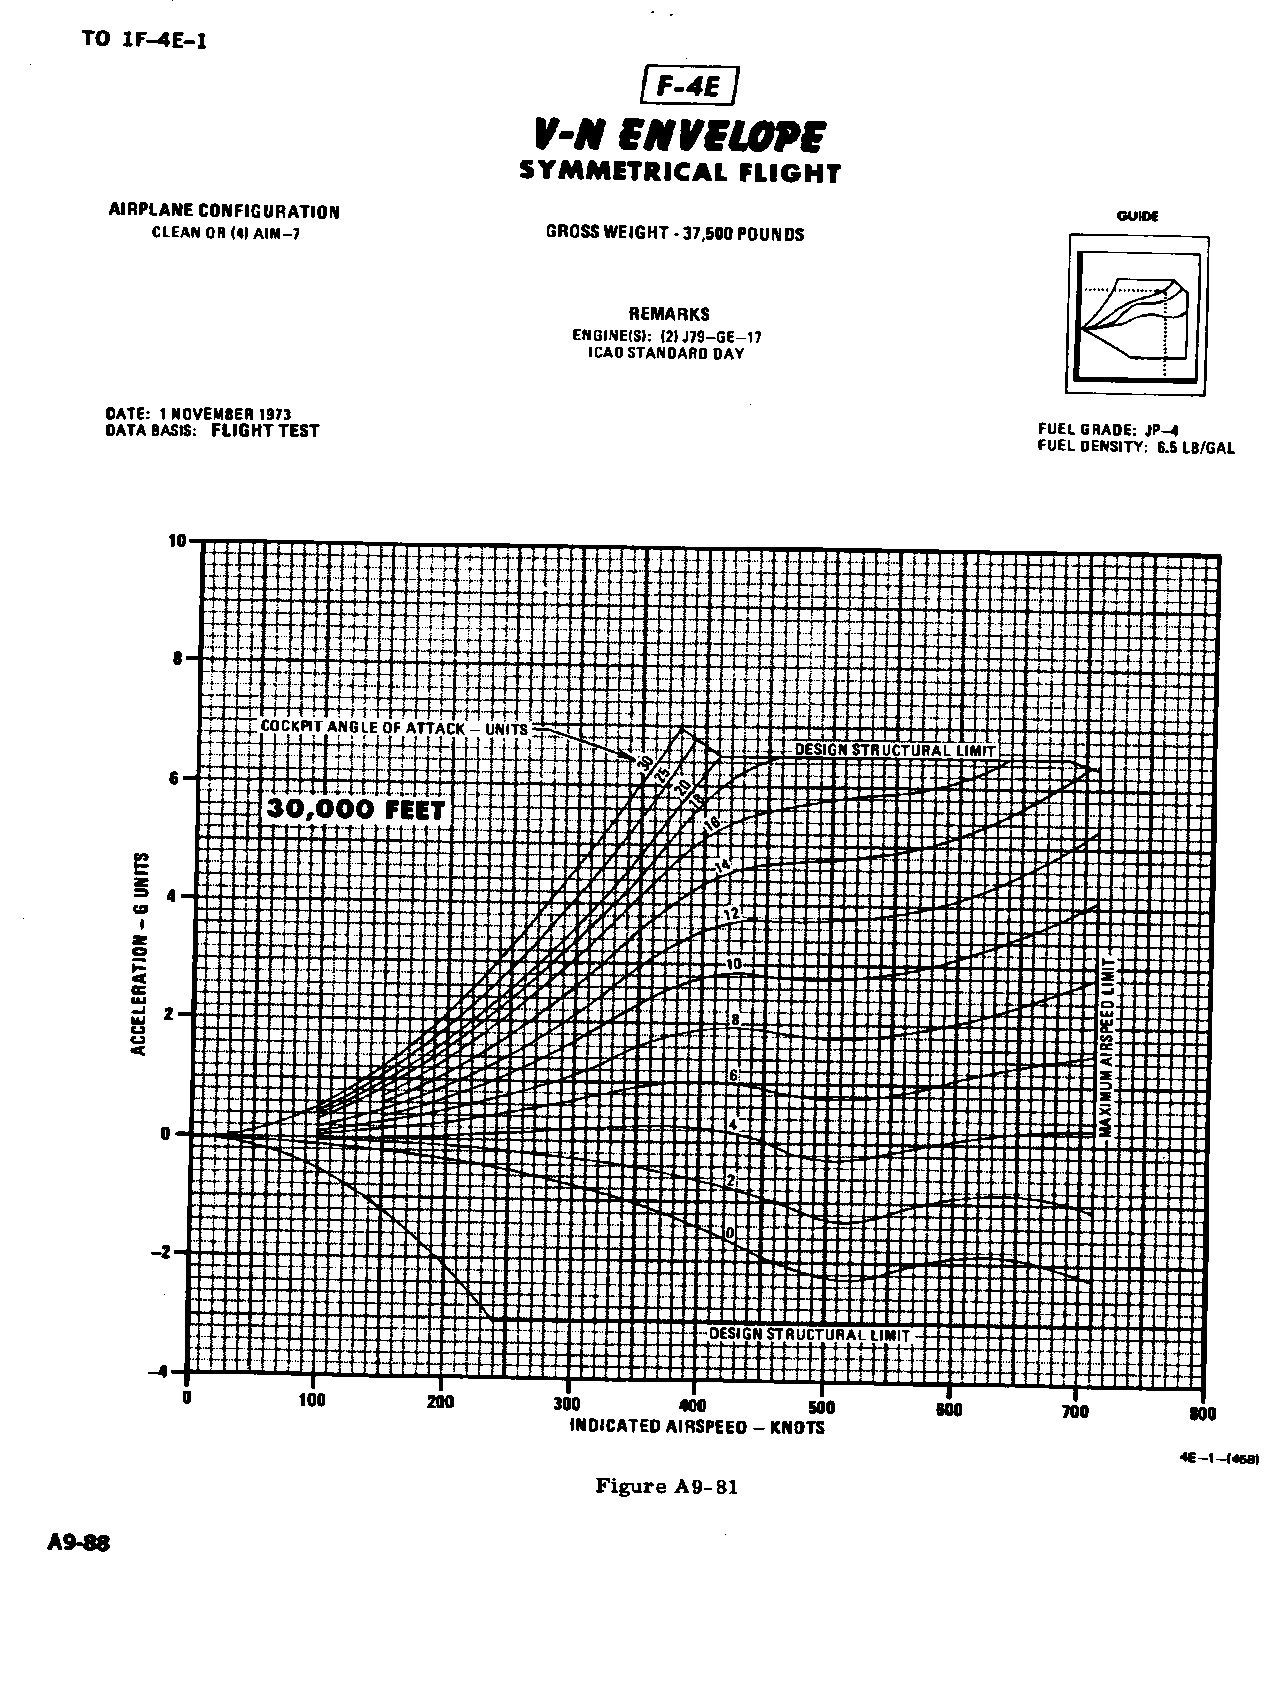 TO 1F-4E-1
F-4E
V-N ENVELOPE
SYMMETRICAL FLIGHT
AIRPLANE CONFIGURATION
CLEAN OR (4) AIM-7
GROSS WEIGHT - 37,500 POUNDS
GUIDE
REMARKS
ENGINE(S): (2) J79-GE-17
ICAO STANDARD DAY
DATE: 1 NOVEMBER 1973
DATA BASIS: FLIGHT TEST
FUEL GRADE: JP-4
FUEL DENSITY: 6.5 LB/GAL
10
8
6
4
2
0
-2
-4
ACCELERATION - G UNITS
COCKPIT ANGLE OF ATTACK - UNITS
30,000 FEET
DESIGN STRUCTURAL LIMIT
30
25
20
18
16
14
12
10
8
6
4
2
0
MAXIMUM AIRSPEED LIMIT
DESIGN STRUCTURAL LIMIT
0 100 200 300 400 500 600 700 800
INDICATED AIRSPEED - KNOTS
4E-1-(468)
Figure A9-81
A9-88